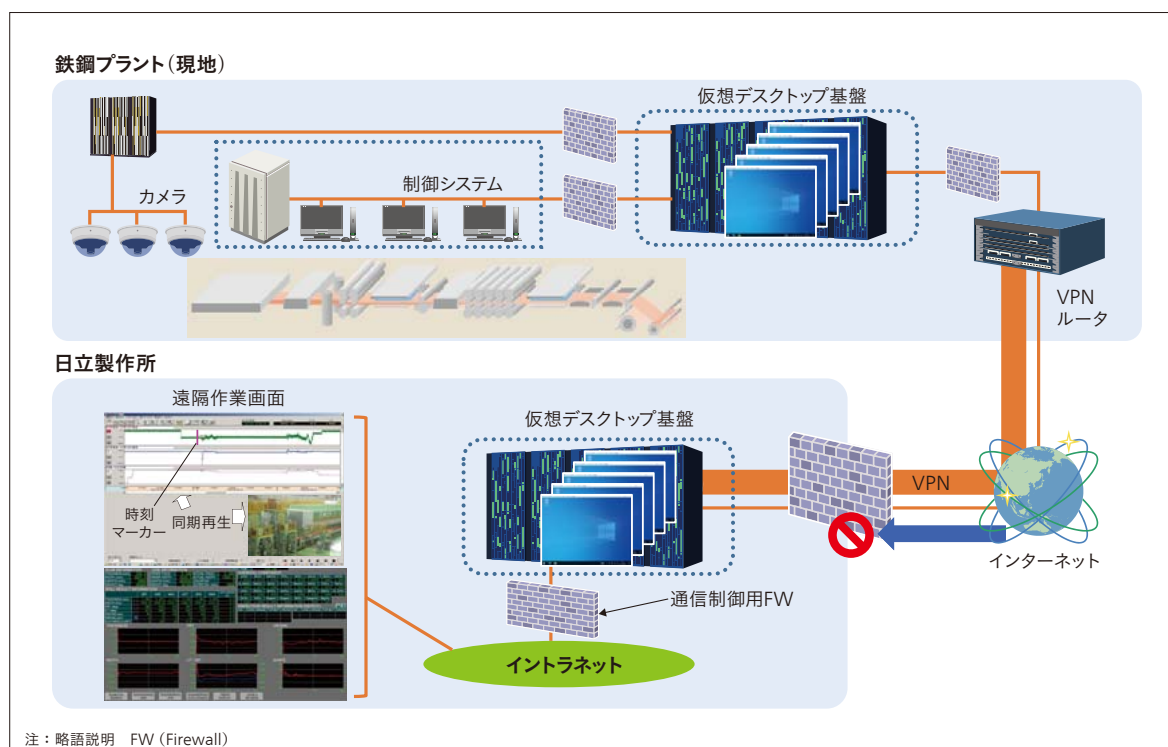 鉄鋼プラント（現地）
仮想デスクトップ基盤
カメラ
制御システム
VPN
ルータ
日立製作所
遠隔作業画面
仮想デスクトップ基盤
時刻
マーカー
同期再生
VPN
インターネット
通信制御用FW
イントラネット
注：略語説明　FW（Firewall）